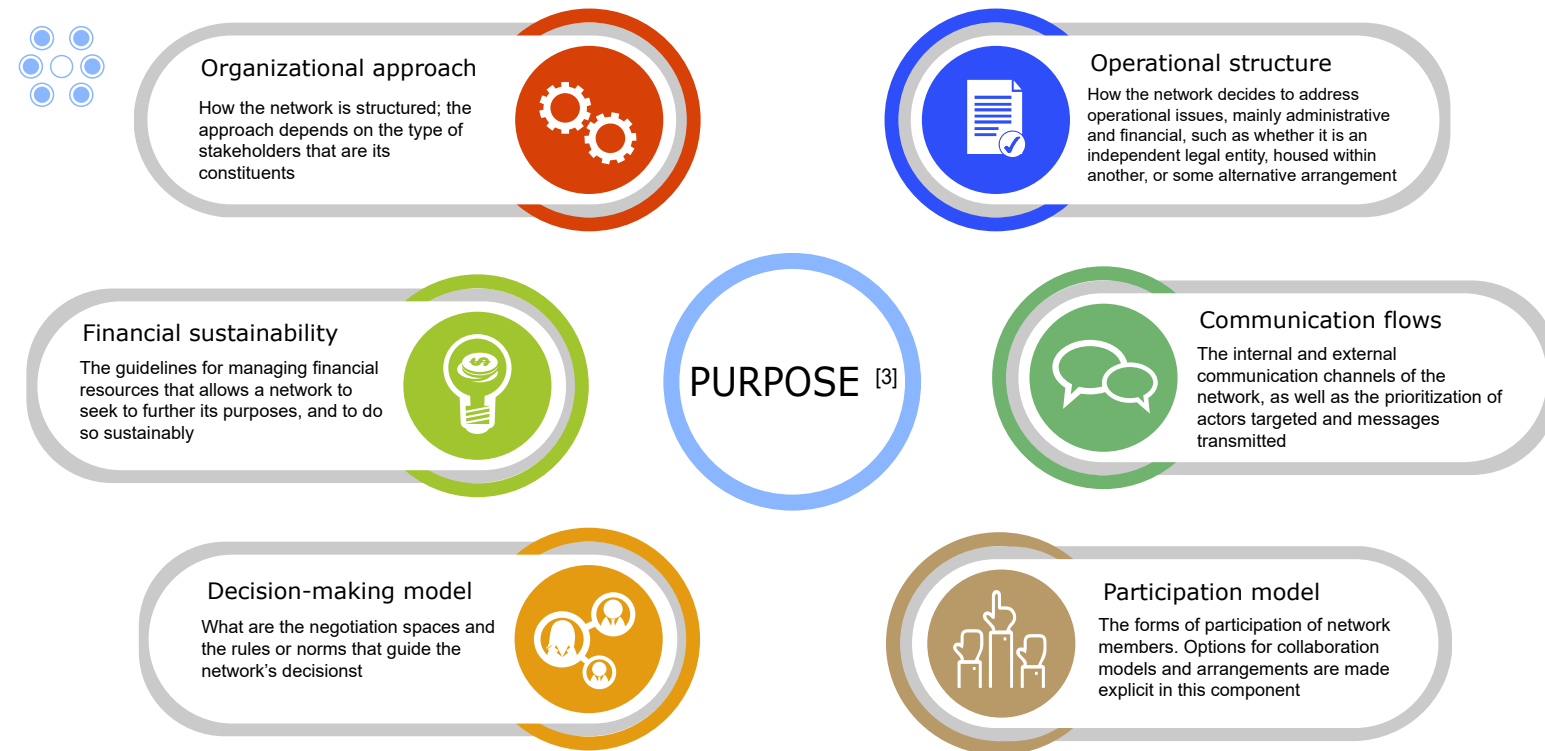 Organizational approach
How the network is structured; the
approach depends on the type of
stakeholders that are its
constituents
Operational structure
How the network decides to address
operational issues, mainly administrative
and financial, such as whether it is an
independent legal entity, housed within
another, or some alternative arrangement
Financial sustainability
The guidelines for managing financial
resources that allows a network to
seek to further its purposes, and to do
so sustainably
$
PURPOSE [3]
Communication flows
The internal and external
communication channels of the
network, as well as the prioritization of
actors targeted and messages
transmitted
Decision-making model
What are the negotiation spaces and
the rules or norms that guide the
network’s decisionst
Participation model
The forms of participation of network
members. Options for collaboration
models and arrangements are made
explicit in this component